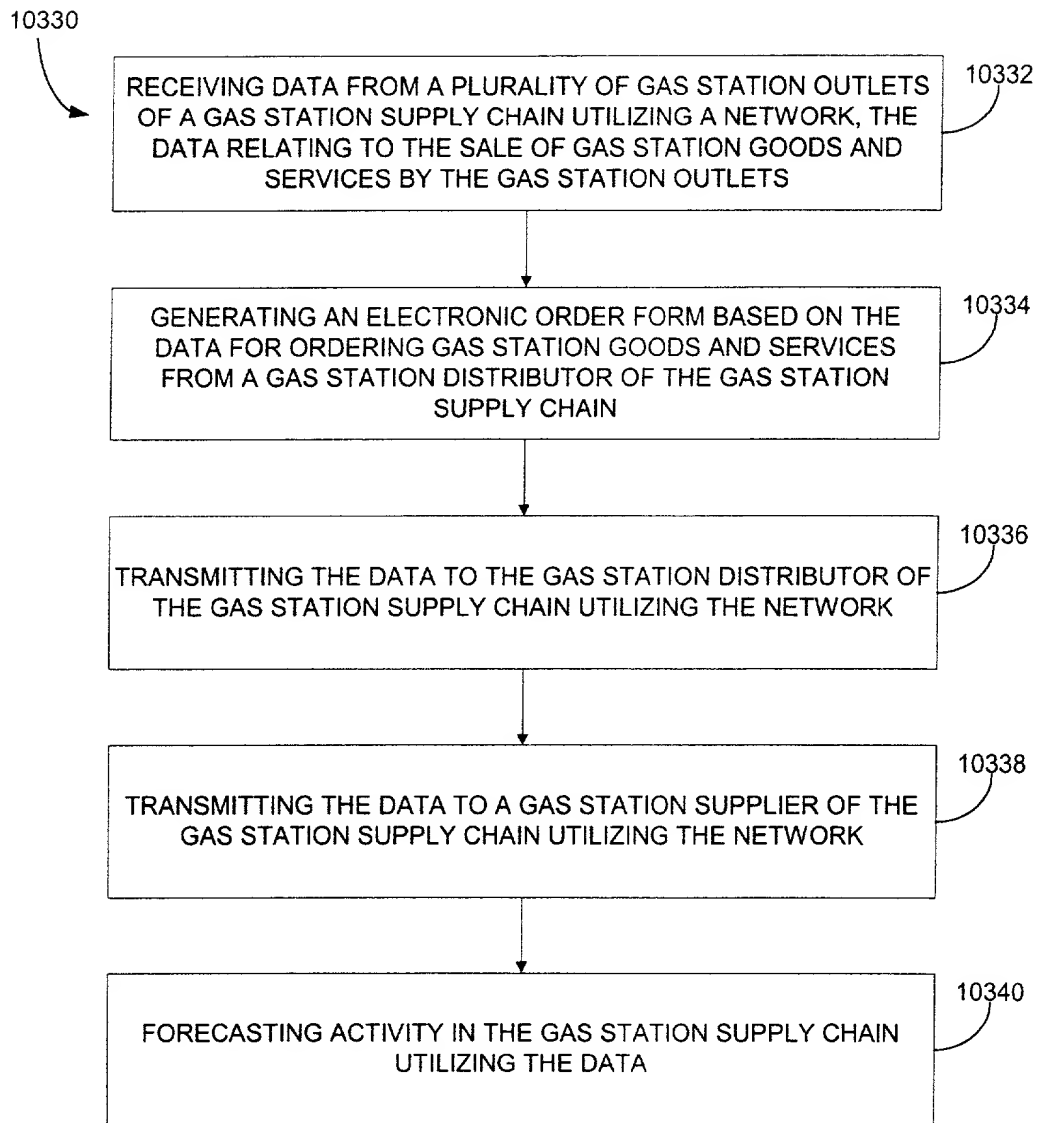 10330
10332
RECEIVING DATA FROM A PLURALITY OF GAS STATION OUTLETS
OF A GAS STATION SUPPLY CHAIN UTILIZING A NETWORK, THE
DATA RELATING TO THE SALE OF GAS STATION GOODS AND
SERVICES BY THE GAS STATION OUTLETS
10334
GENERATING AN ELECTRONIC ORDER FORM BASED ON THE
DATA FOR ORDERING GAS STATION GOODS AND SERVICES
FROM A GAS STATION DISTRIBUTOR OF THE GAS STATION
SUPPLY CHAIN
10336
TRANSMITTING THE DATA TO THE GAS STATION DISTRIBUTOR OF
THE GAS STATION SUPPLY CHAIN UTILIZING THE NETWORK
10338
TRANSMITTING THE DATA TO A GAS STATION SUPPLIER OF THE
GAS STATION SUPPLY CHAIN UTILIZING THE NETWORK
10340
FORECASTING ACTIVITY IN THE GAS STATION SUPPLY CHAIN
UTILIZING THE DATA